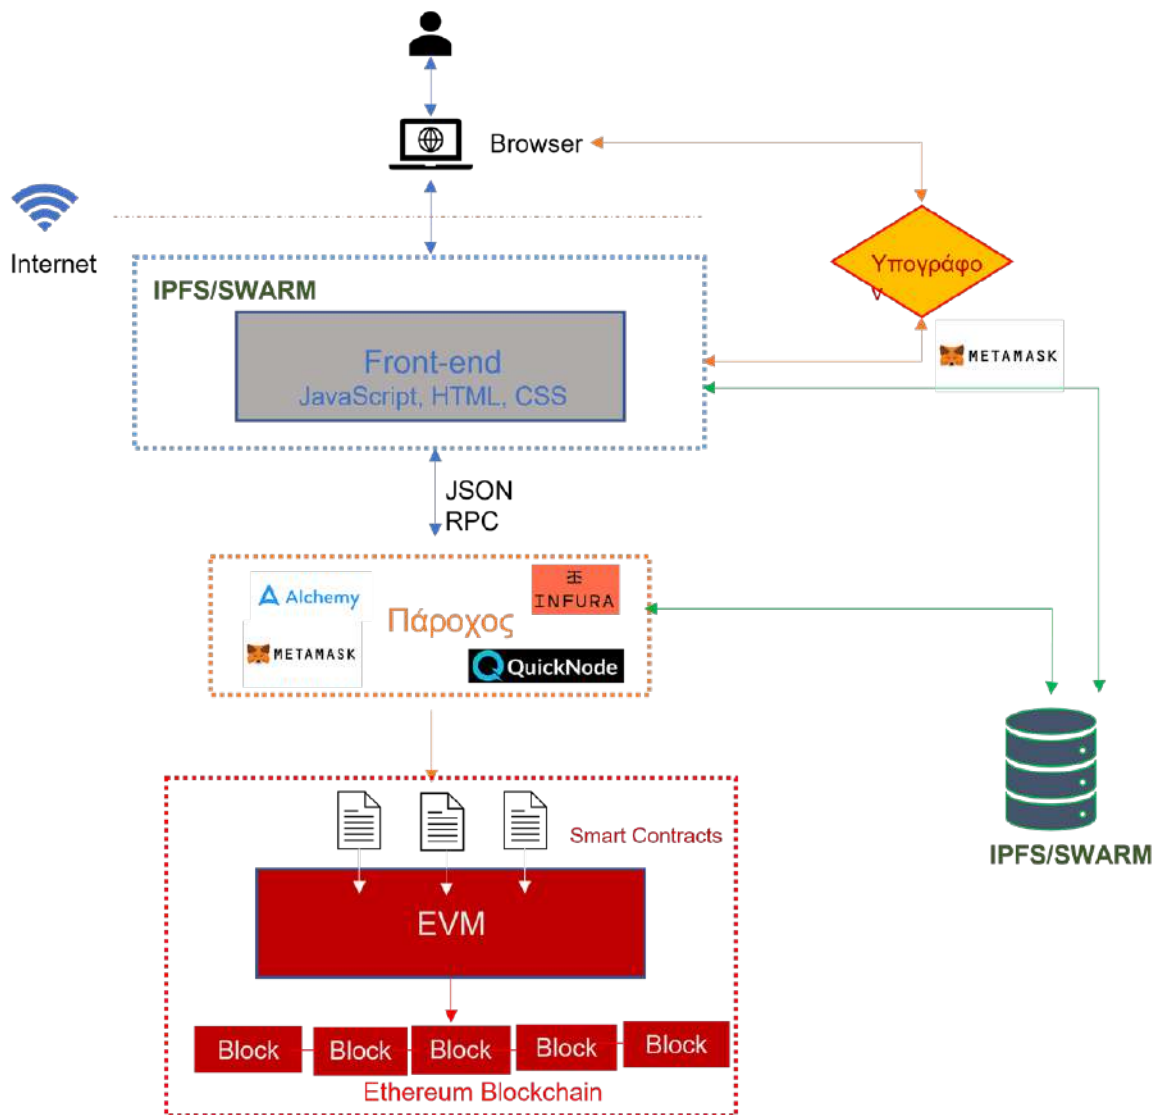 Browser
Internet
Υπογράφο
ν
IPFS/SWARM
METAMASK
Front-end
JavaScript, HTML, CSS
JSON
RPC
Alchemy
INFURA
Πάροχος
METAMASK
QuickNode
Smart Contracts
IPFS/SWARM
EVM
Block
Block
Block
Block
Block
Ethereum Blockchain